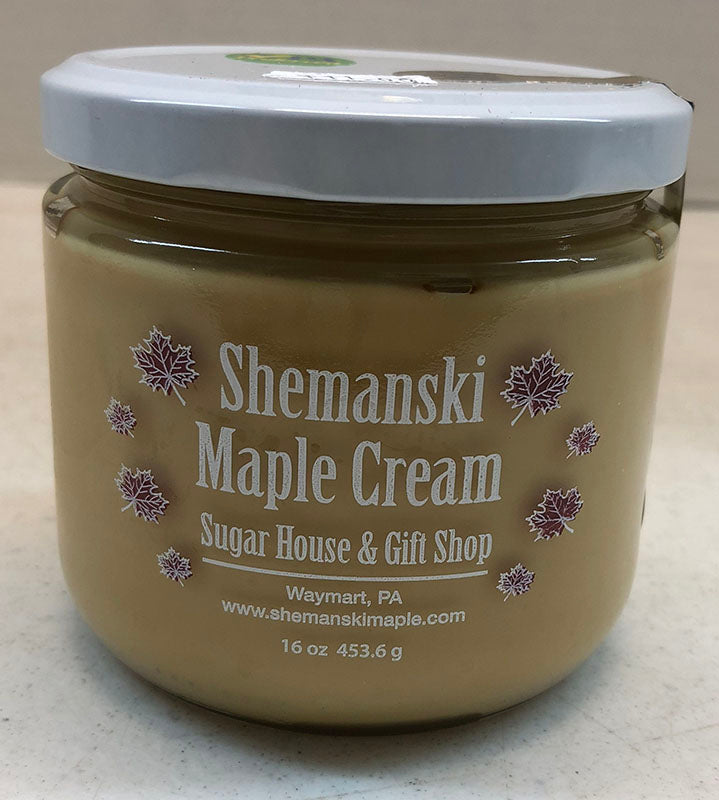 Shemanski
Maple Cream
Sugar House & Gift Shop
Waymart, PA
www.shemanskimaple.com
16 oz 453.6 g